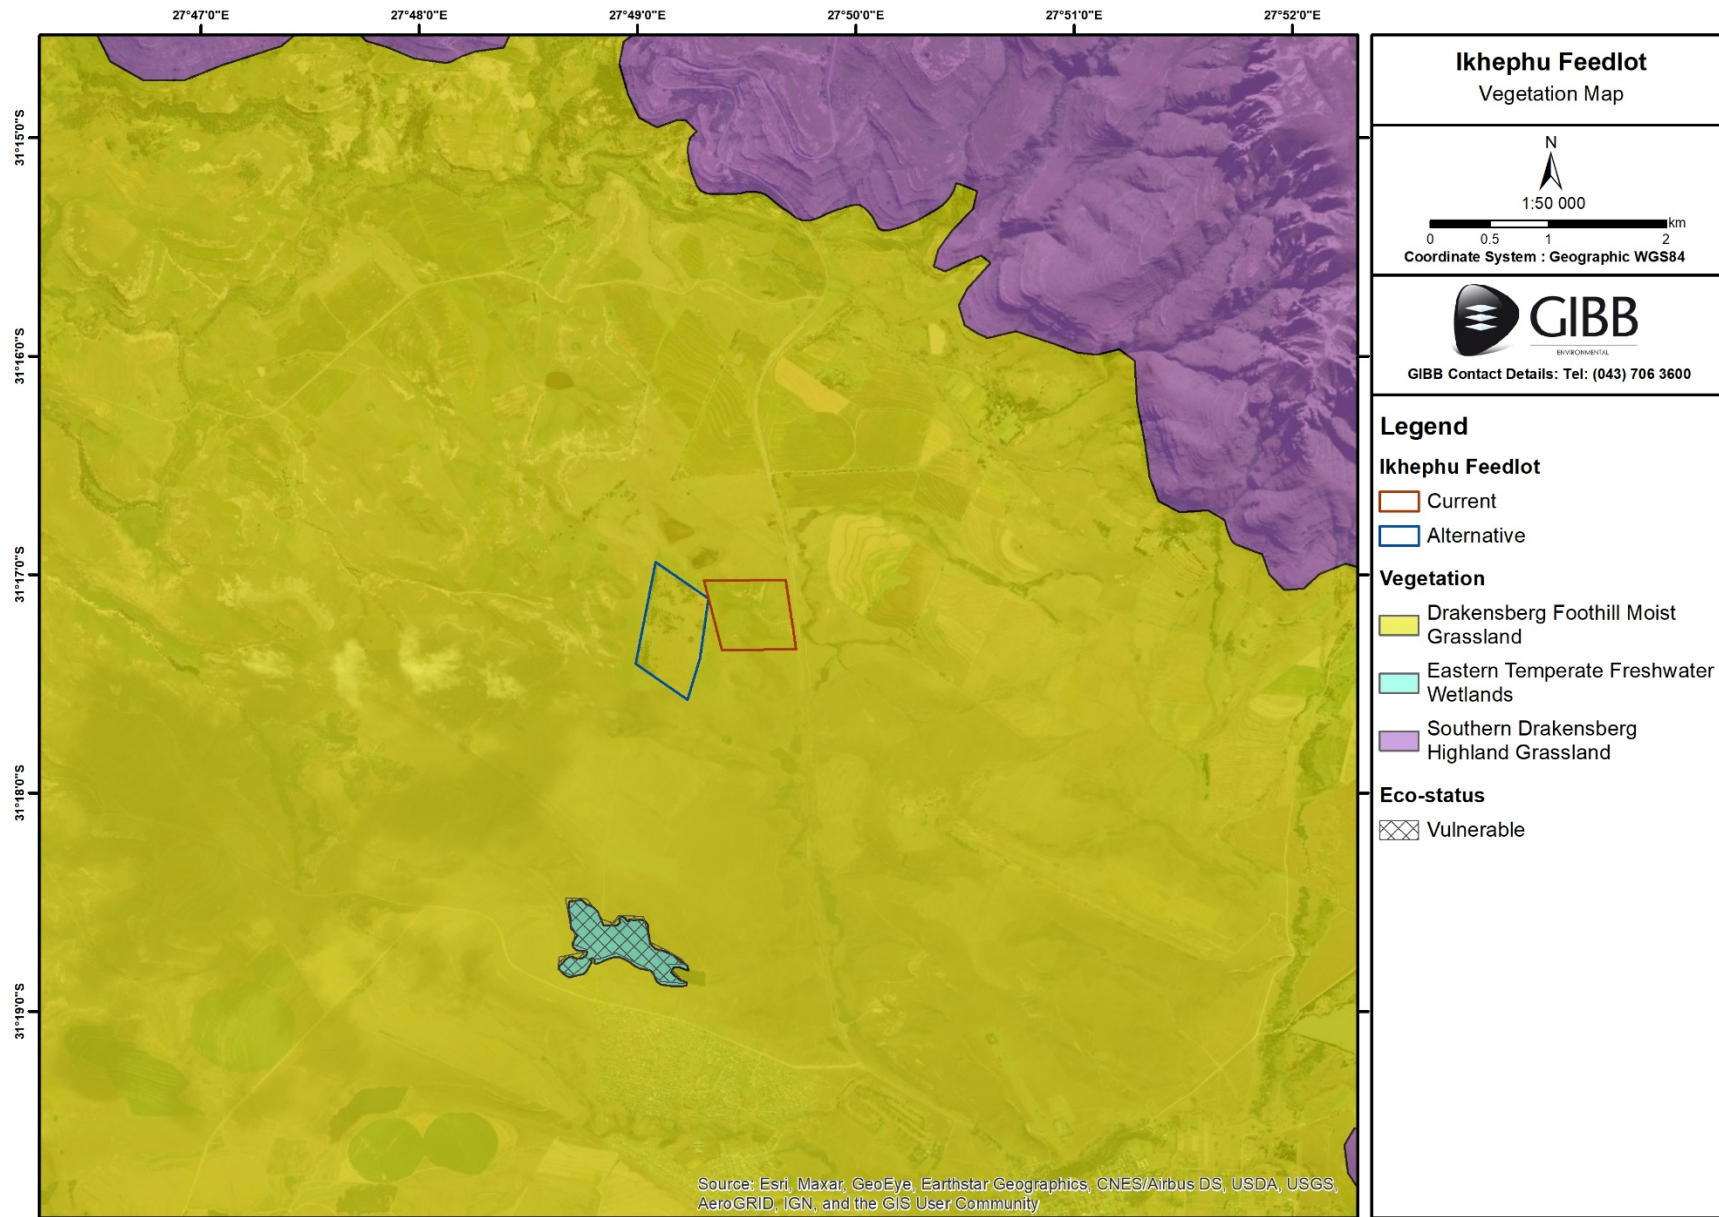 27°47'0"E
27°48'0"E
27°49'0"E
27°50'0"E
27°51'0"E
27°52'0"E
31°15'0"S
31°16'0"S
31°17'0"S
31°18'0"S
31°19'0"S
Source: Esri, Maxar, GeoEye, Earthstar Geographics, CNES/Airbus DS, USDA, USGS,
AeroGRID, IGN, and the GIS User Community
Ikhephu Feedlot
Vegetation Map
N
1:50 000
km
0 0.5 1 2
Coordinate System : Geographic WGS84
GIBB
ENVIRONMENTAL
GIBB Contact Details: Tel: (043) 706 3600
Legend
Ikhephu Feedlot
Current
Alternative
Vegetation
Drakensberg Foothill Moist
Grassland
Eastern Temperate Freshwater
Wetlands
Southern Drakensberg
Highland Grassland
Eco-status
Vulnerable